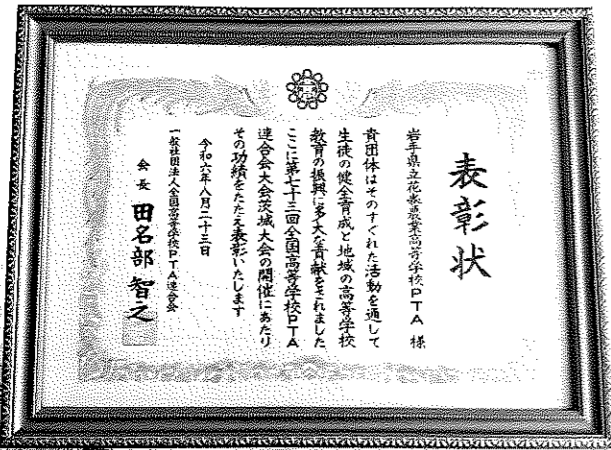 表彰状
岩手県立花巻農業高等学校PTA 様
貴団体はそのすぐれた活動を通して
生徒の健全育成と地域の高等学校
教育の振興に多大な貢献をされました
ここに第七十三回全国高等学校PTA
連合会大会茨城大会の開催にあたり
その功績をたたえ表彰いたします
令和六年八月二十三日
一般社団法人全国高等学校PTA連合会
会長 田名部 智之